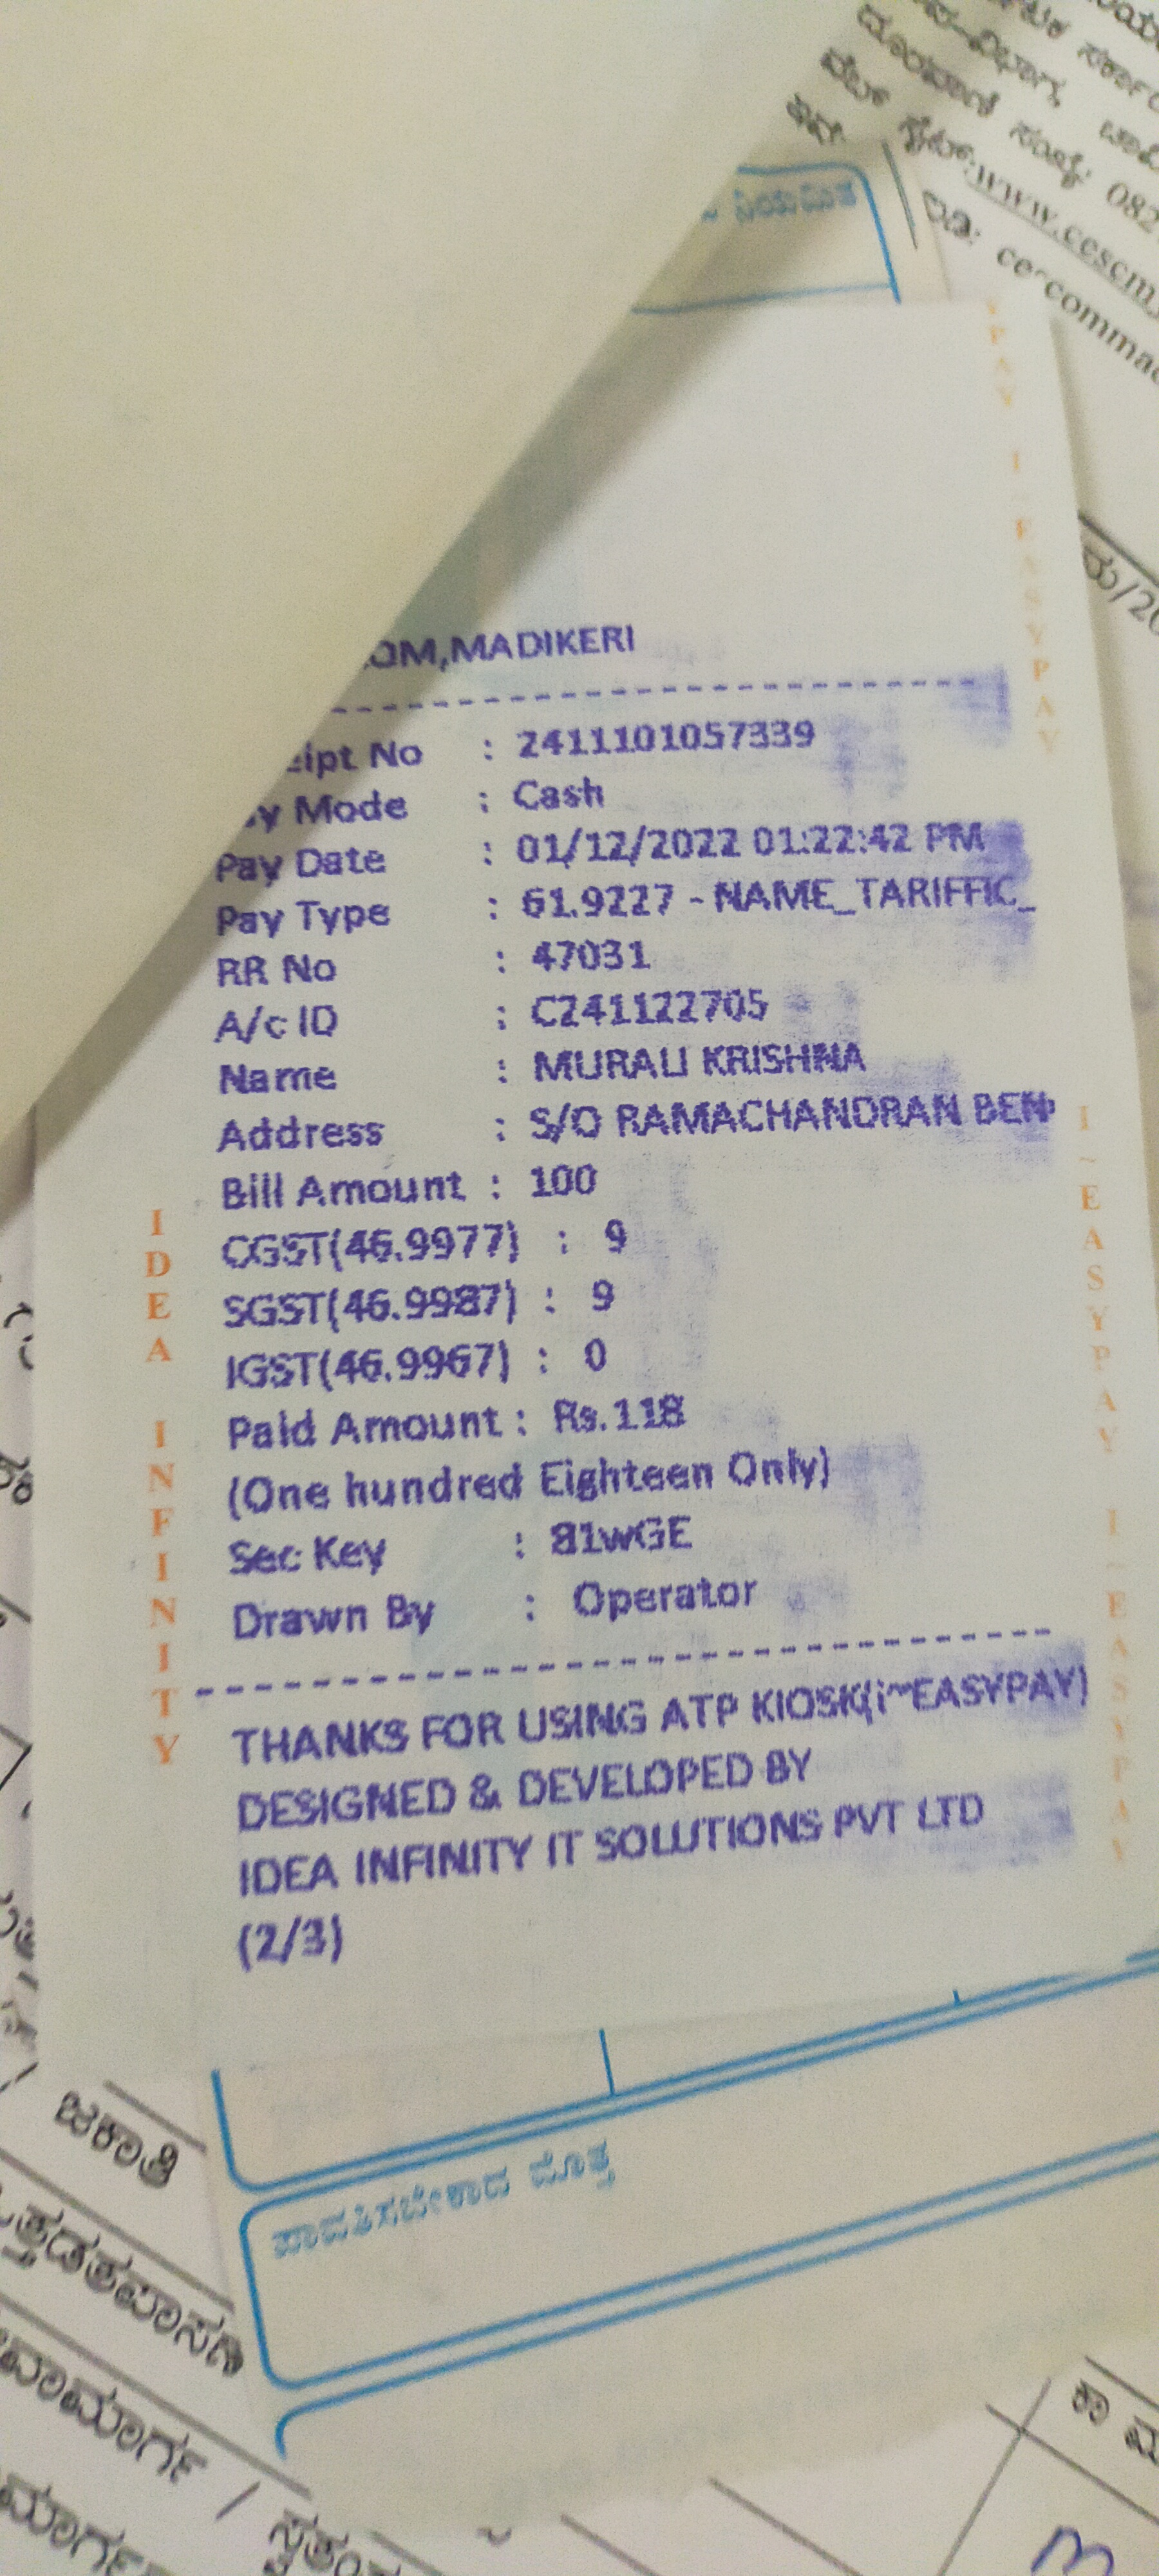 www.cescm
OM,MADIKERI
ipt No : 2411101057339
y Mode : Cash
Pay Date : 01/12/2022 01:22:42 PM
Pay Type : 61.9227 - NAME_TARIFFIC_
RR No : 47031
A/c ID : C241122705
Name : MURALI KRISHNA
Address : S/O RAMACHANDRAN BEN
Bill Amount : 100
CGST(46.9977) : 9
SGST(46.9987) : 9
IGST(46.9967) : 0
Paid Amount : Rs.118
(One hundred Eighteen Only)
Sec Key : 81wGE
Drawn By : Operator
THANKS FOR USING ATP KIOSK(i~EASYPAY)
DESIGNED & DEVELOPED BY
IDEA INFINITY IT SOLUTIONS PVT LTD
(2/3)
IDEA INFINITY
I~EASYPAY I~EASYPAY
ಜಕಾತಿ
ಪಾವತಿಸಬೇಕಾದ ಮೊತ್ತ